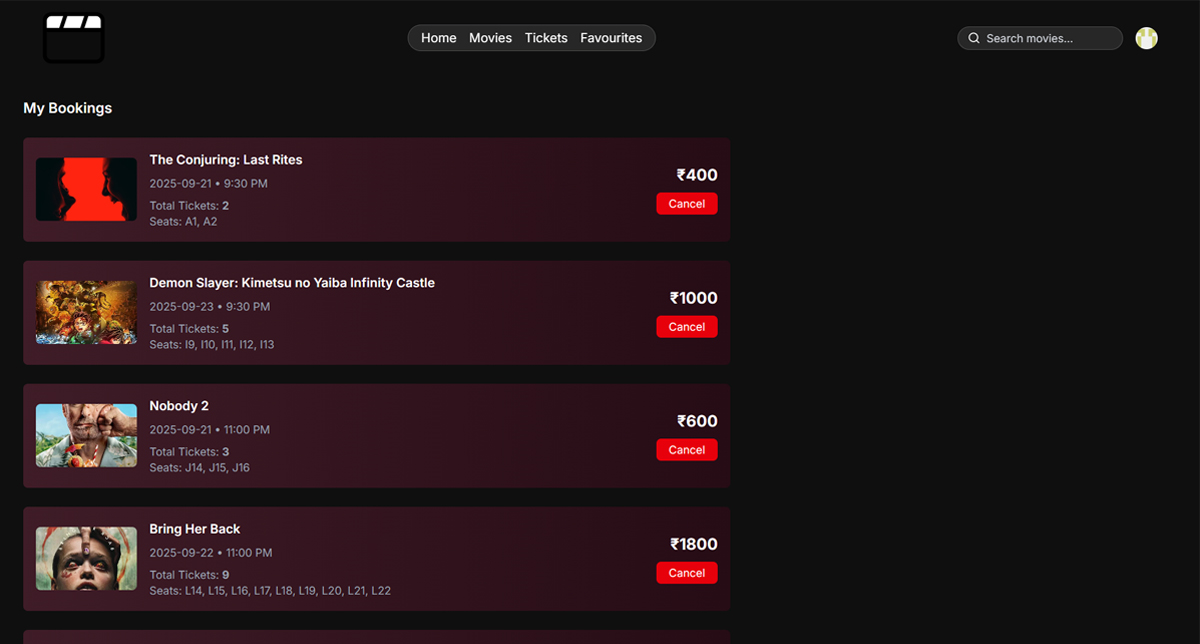 Home Movies Tickets Favourites
Search movies...
My Bookings
The Conjuring: Last Rites
2025-09-21 • 9:30 PM
Total Tickets: 2
Seats: A1, A2
₹400
Cancel
Demon Slayer: Kimetsu no Yaiba Infinity Castle
2025-09-23 • 9:30 PM
Total Tickets: 5
Seats: I9, I10, I11, I12, I13
₹1000
Cancel
Nobody 2
2025-09-21 • 11:00 PM
Total Tickets: 3
Seats: J14, J15, J16
₹600
Cancel
Bring Her Back
2025-09-22 • 11:00 PM
Total Tickets: 9
Seats: L14, L15, L16, L17, L18, L19, L20, L21, L22
₹1800
Cancel